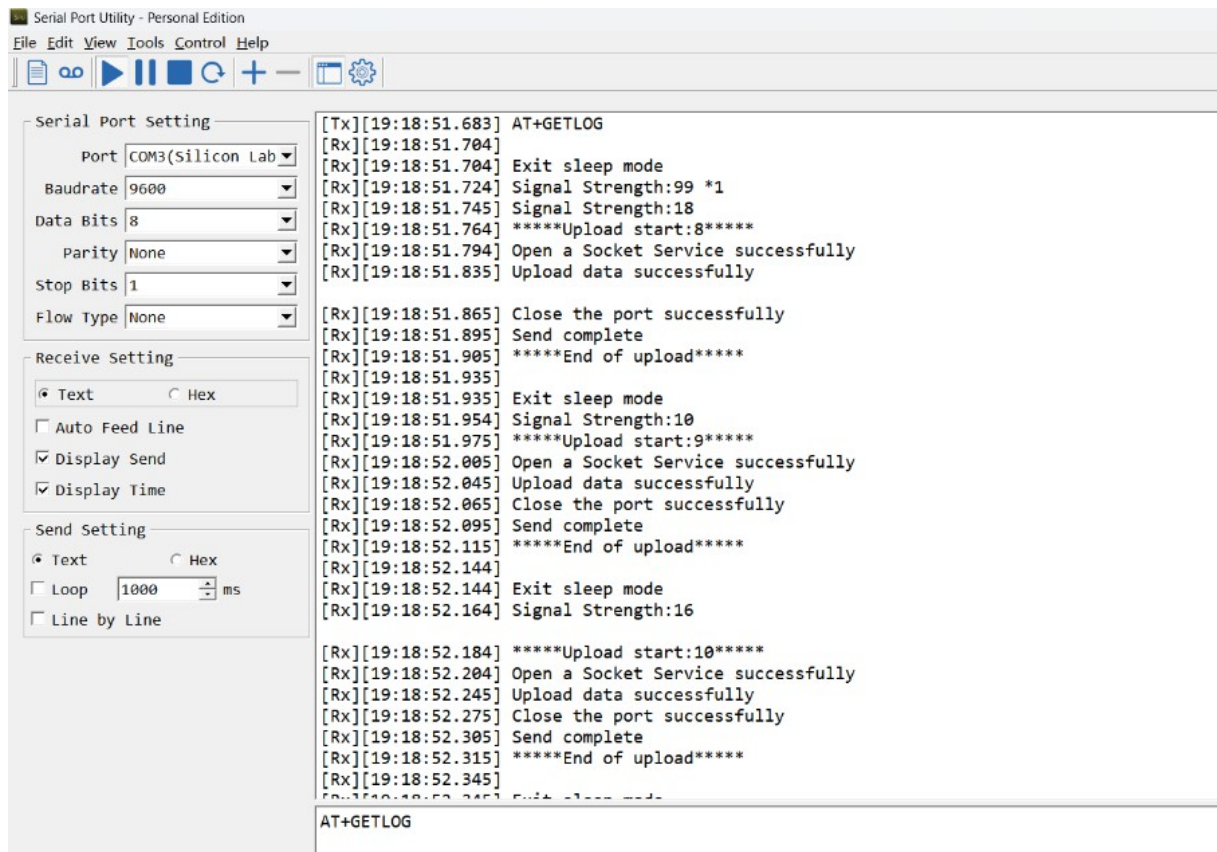 Serial Port Utility - Personal Edition
File Edit View Tools Control Help
Serial Port Setting
Port COM3(Silicon Lab
Baudrate 9600
Data Bits 8
Parity None
Stop Bits 1
Flow Type None
Receive Setting
Text Hex
Auto Feed Line
Display Send
Display Time
Send Setting
Text Hex
Loop 1000 ms
Line by Line
[Tx][19:18:51.683] AT+GETLOG
[Rx][19:18:51.704]
[Rx][19:18:51.704] Exit sleep mode
[Rx][19:18:51.724] Signal Strength:99 *1
[Rx][19:18:51.745] Signal Strength:18
[Rx][19:18:51.764] *****Upload start:8*****
[Rx][19:18:51.794] Open a Socket Service successfully
[Rx][19:18:51.835] Upload data successfully
[Rx][19:18:51.865] Close the port successfully
[Rx][19:18:51.895] Send complete
[Rx][19:18:51.905] *****End of upload*****
[Rx][19:18:51.935]
[Rx][19:18:51.935] Exit sleep mode
[Rx][19:18:51.954] Signal Strength:10
[Rx][19:18:51.975] *****Upload start:9*****
[Rx][19:18:52.005] Open a Socket Service successfully
[Rx][19:18:52.045] Upload data successfully
[Rx][19:18:52.065] Close the port successfully
[Rx][19:18:52.095] Send complete
[Rx][19:18:52.115] *****End of upload*****
[Rx][19:18:52.144]
[Rx][19:18:52.144] Exit sleep mode
[Rx][19:18:52.164] Signal Strength:16
[Rx][19:18:52.184] *****Upload start:10*****
[Rx][19:18:52.204] Open a Socket Service successfully
[Rx][19:18:52.245] Upload data successfully
[Rx][19:18:52.275] Close the port successfully
[Rx][19:18:52.305] Send complete
[Rx][19:18:52.315] *****End of upload*****
[Rx][19:18:52.345]
[Rx][19:18:52.345] Exit sleep mode
AT+GETLOG